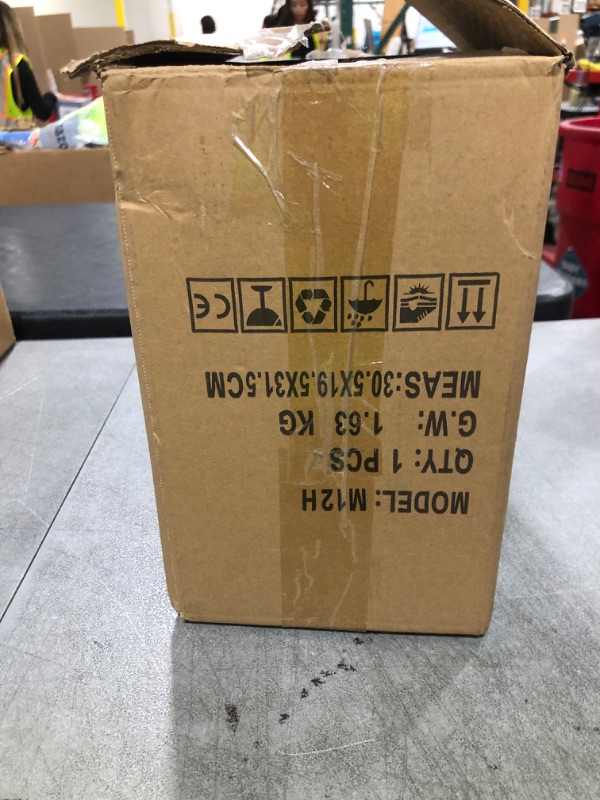 MODEL: M12H
QTY: 1 PCS
G.W: 1.63 KG
MEAS:30.5X19.5X31.5CM
CE